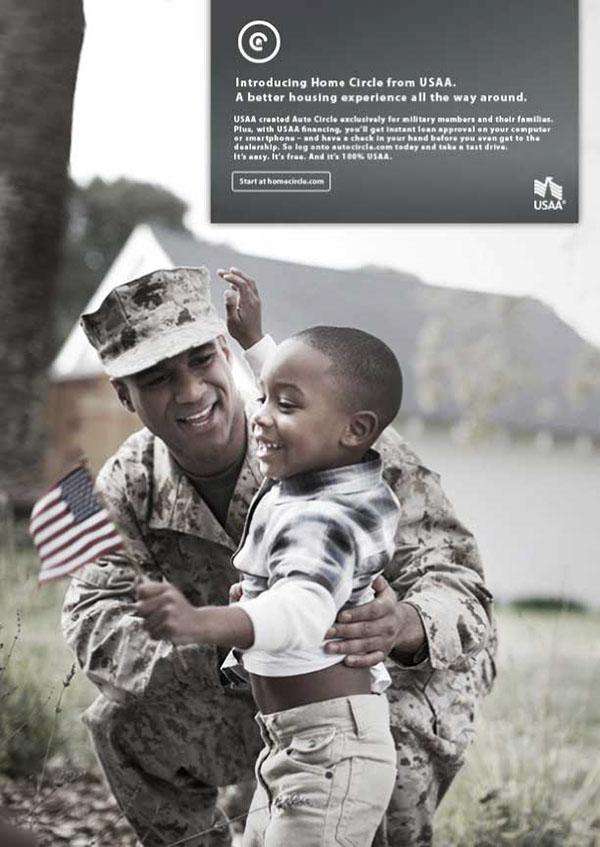 Introducing Home Circle from USAA.
A better housing experience all the way around.
USAA created Auto Circle exclusively for military members and their families.
Plus, with USAA financing, you'll get instant loan approval on your computer
or smartphone – and have a check in your hand before you even get to the
dealership. So log onto autocircle.com today and take a test drive.
It's easy. It's free. And it's 100% USAA.
Start at homecircle.com
USAA®